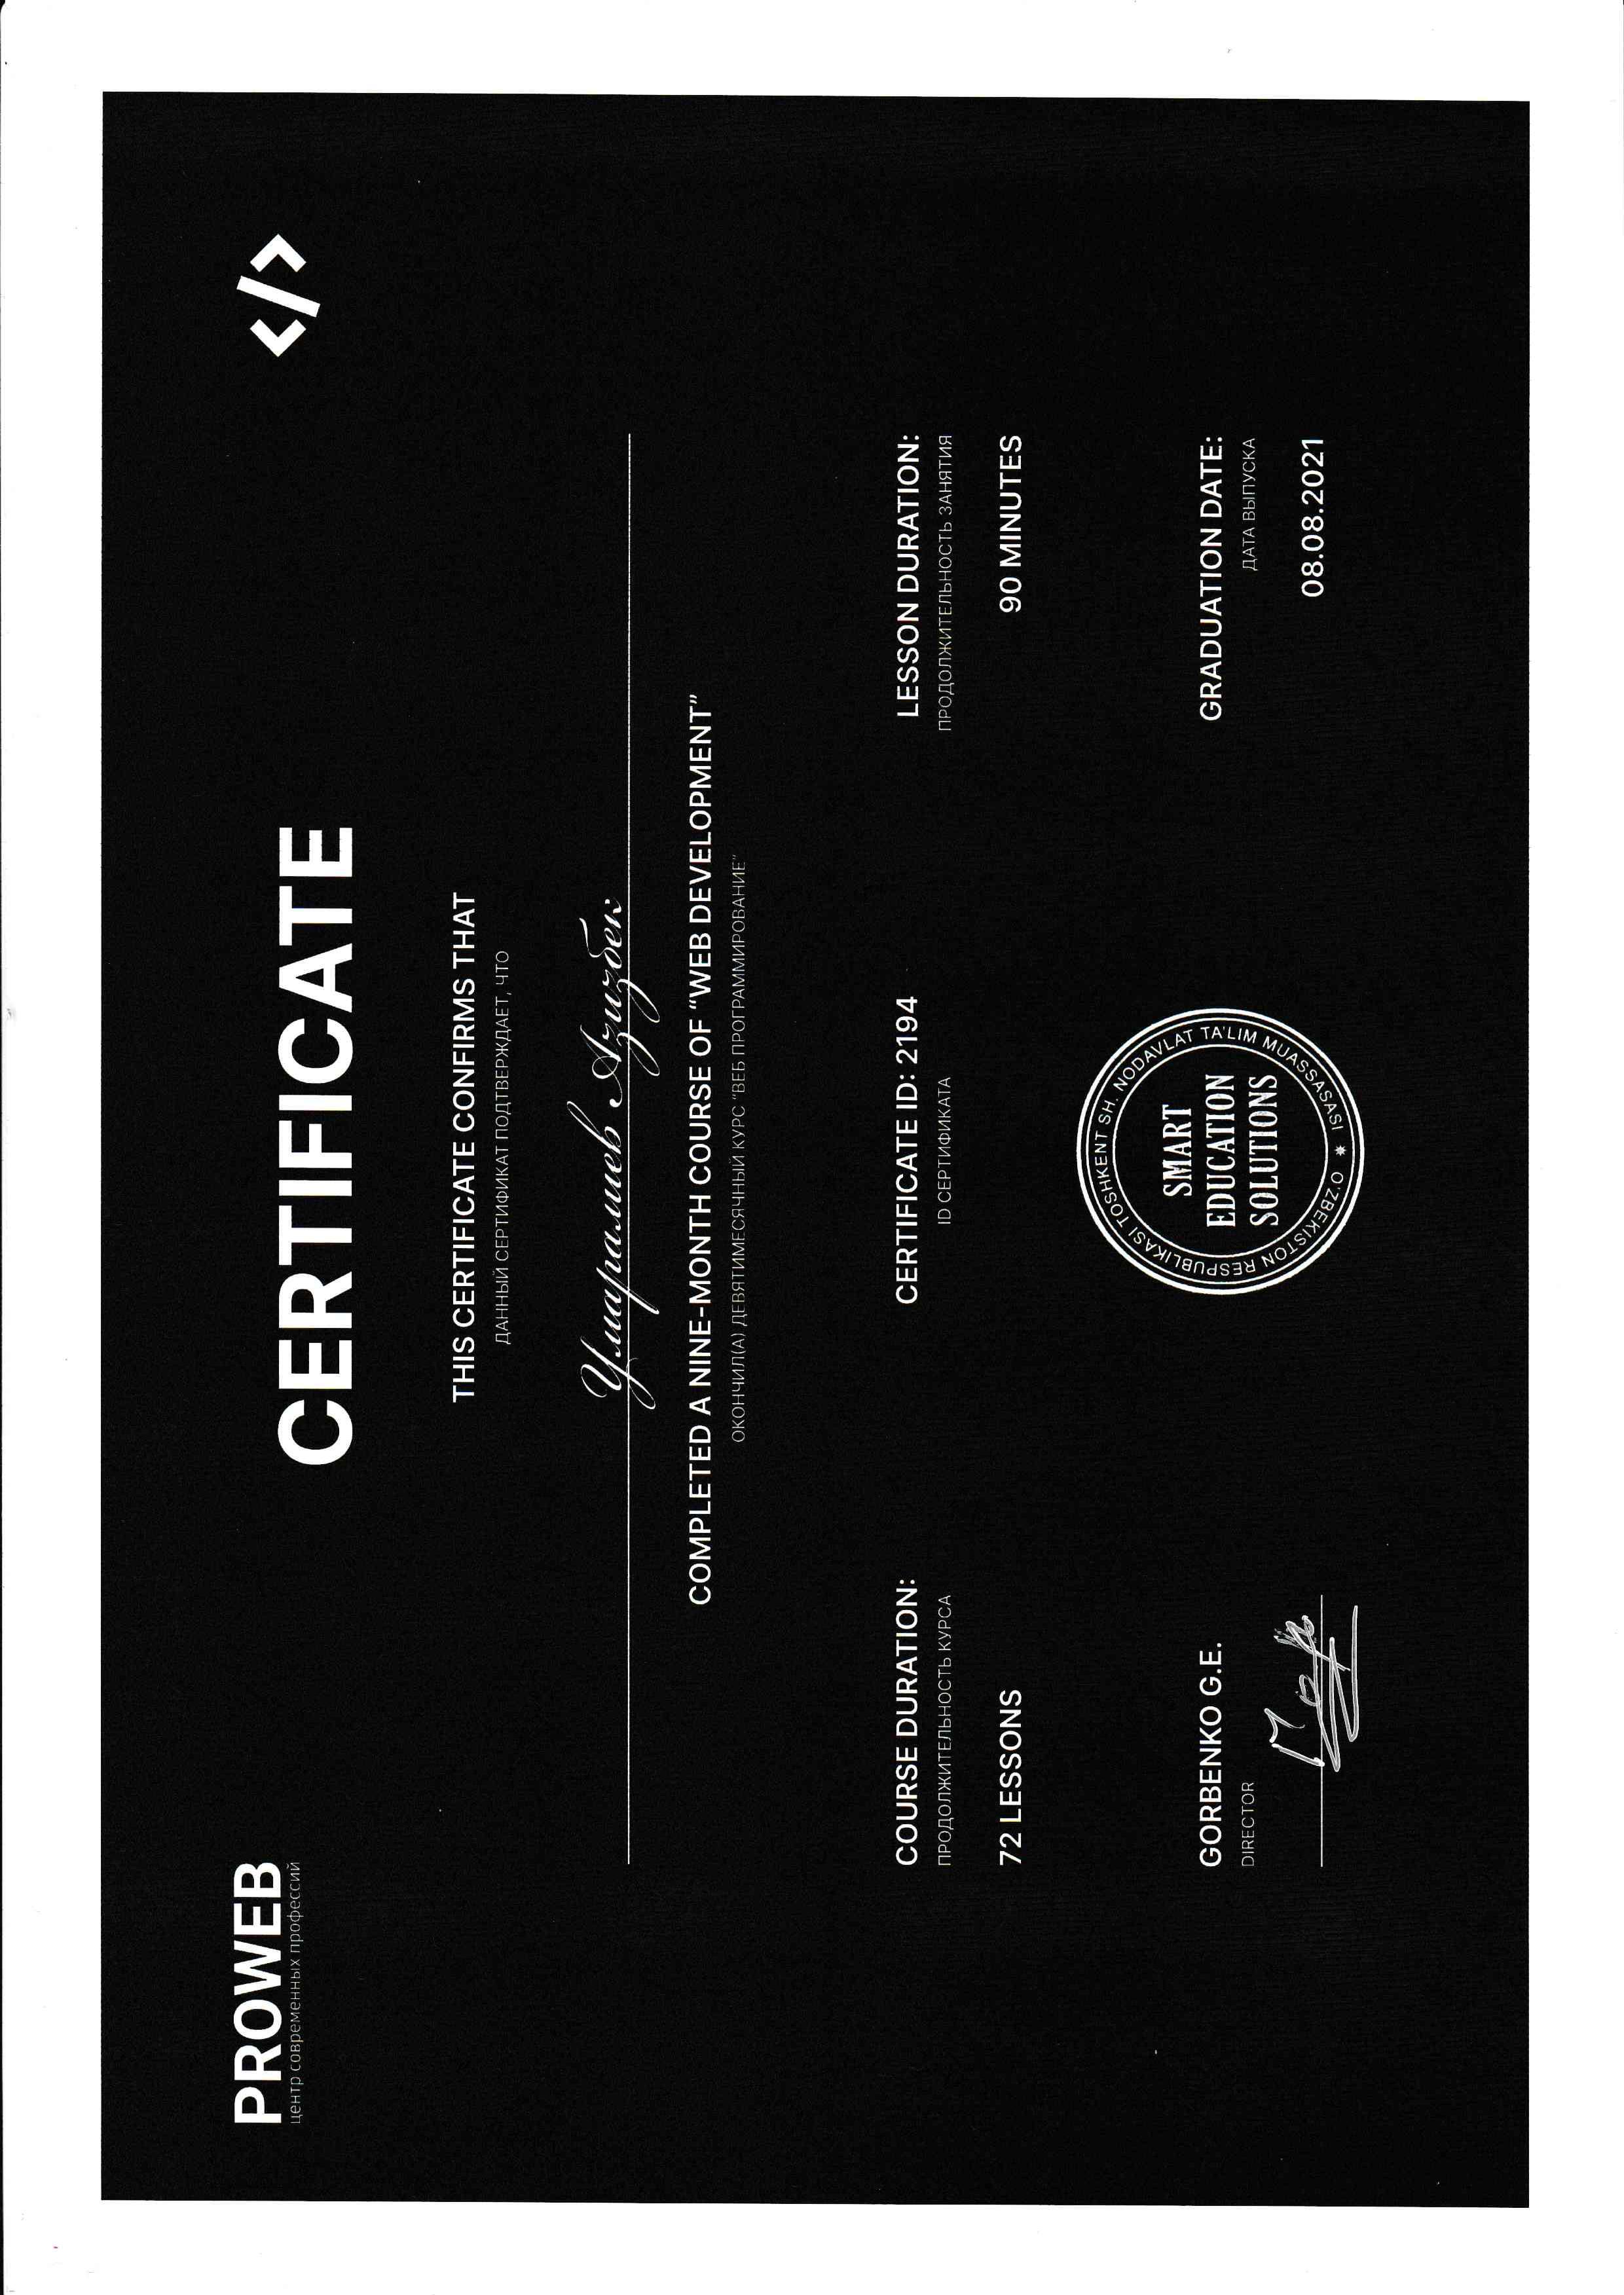 PROWEB
центр современных профессий
CERTIFICATE
THIS CERTIFICATE CONFIRMS THAT
ДАННЫЙ СЕРТИФИКАТ ПОДТВЕРЖДАЕТ, ЧТО
Умаралиев Азизбек
COMPLETED A NINE-MONTH COURSE OF “WEB DEVELOPMENT”
ОКОНЧИЛ(А) ДЕВЯТИМЕСЯЧНЫЙ КУРС “ВЕБ ПРОГРАММИРОВАНИЕ”
COURSE DURATION:
ПРОДОЛЖИТЕЛЬНОСТЬ КУРСА
72 LESSONS
CERTIFICATE ID: 2194
ID СЕРТИФИКАТА
LESSON DURATION:
ПРОДОЛЖИТЕЛЬНОСТЬ ЗАНЯТИЯ
90 MINUTES
GORBENKO G.E.
DIRECTOR
O'ZBEKISTON RESPUBLIKASI TOSHKENT SH. NODAVLAT TA'LIM MUASSASASI
SMART
EDUCATION
SOLUTIONS
GRADUATION DATE:
ДАТА ВЫПУСКА
08.08.2021